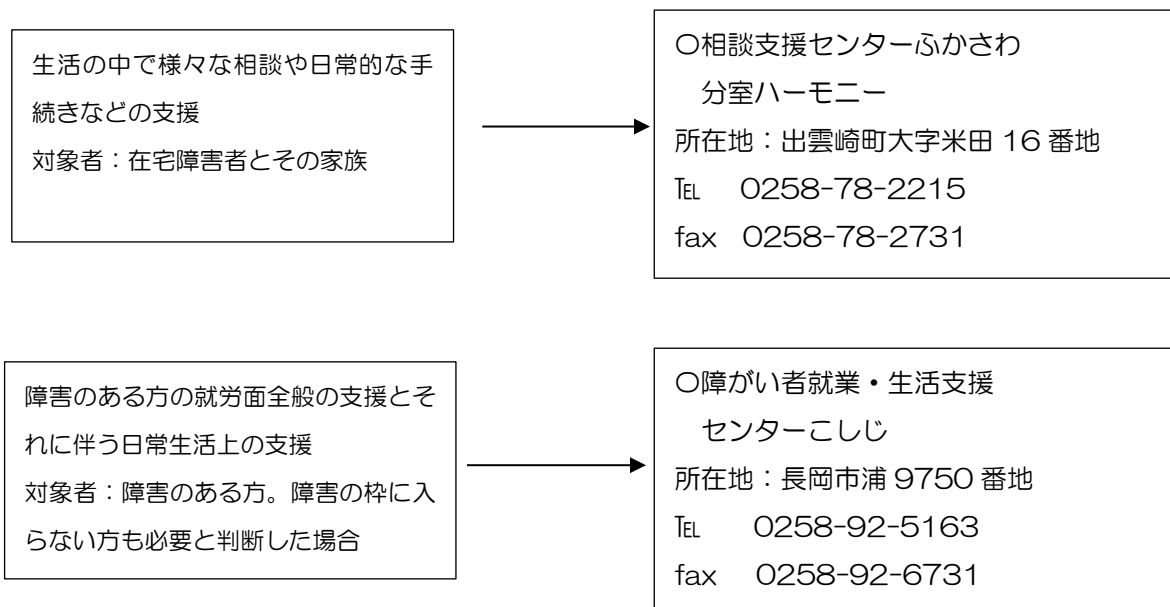 生活の中で様々な相談や日常的な手
続きなどの支援
対象者：在宅障害者とその家族
〇相談支援センターふかさわ
分室ハーモニー
所在地：出雲崎町大字米田 16 番地
℡ 0258-78-2215
fax 0258-78-2731
障害のある方の就労面全般の支援とそ
れに伴う日常生活上の支援
対象者：障害のある方。障害の枠に入
らない方も必要と判断した場合
〇障がい者就業・生活支援
センターこしじ
所在地：長岡市浦 9750 番地
℡ 0258-92-5163
fax 0258-92-6731